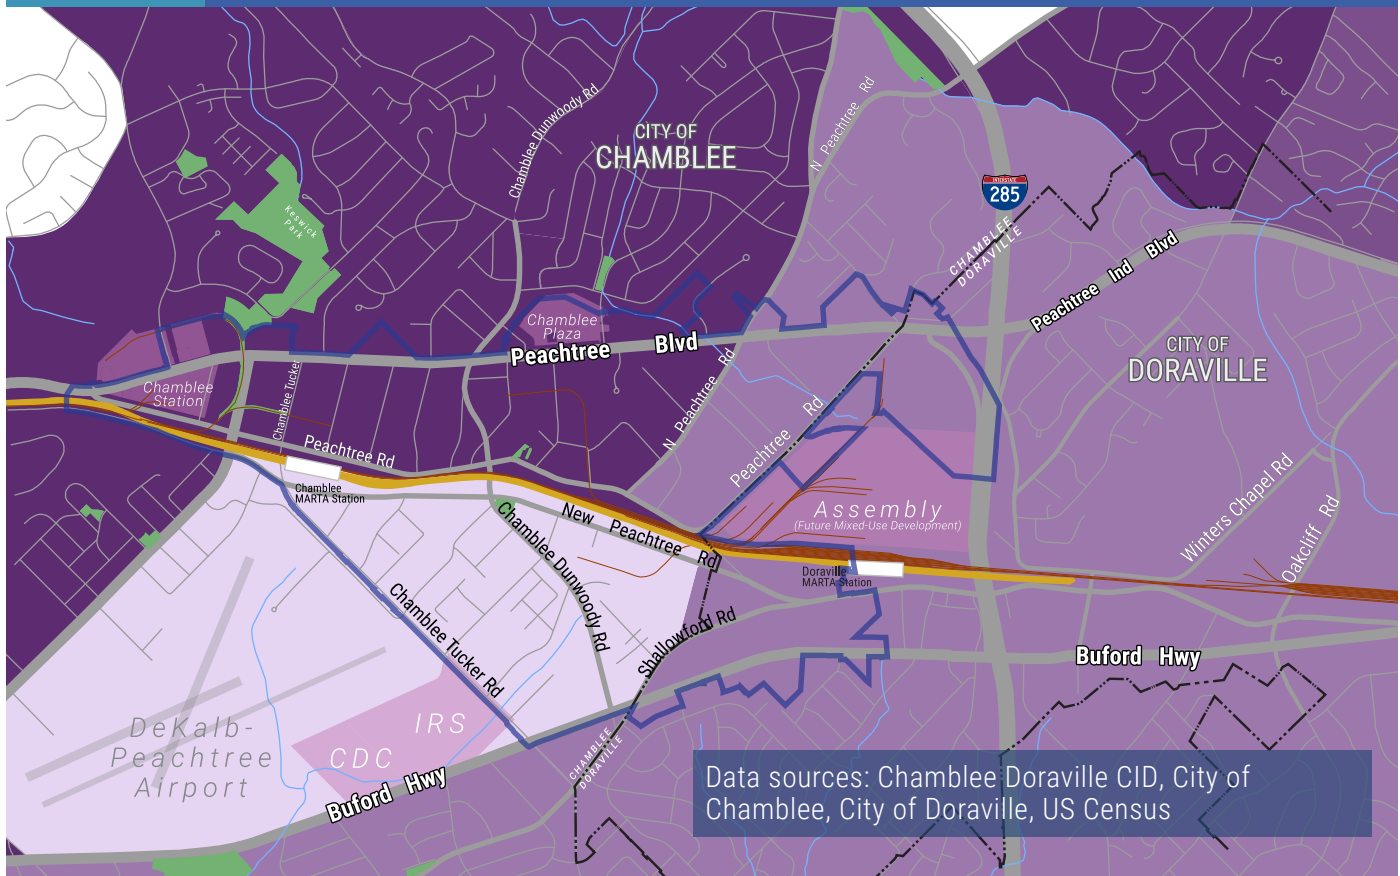 Chamblee Dunwoody Rd
N Peachtree Rd
CITY OF
CHAMBLEE
INTERSTATE
285
Keswick
Park
CHAMBLEE
DORAVILLE
Peachtree Ind Blvd
Chamblee
Plaza
Peachtree Blvd
CITY OF
DORAVILLE
Chamblee
Station
Chamblee Tucker
N Peachtree Rd
Peachtree Rd
Peachtree Rd
Chamblee
MARTA Station
Assembly
(Future Mixed-Use Development)
New Peachtree Rd
Winters Chapel Rd
Oakcliff Rd
Chamblee Dunwoody Rd
Doraville
MARTA Station
Chamblee Tucker Rd
Shallowford Rd
Buford Hwy
IRS
CDC
DeKalb-
Peachtree
Airport
CHAMBLEE
DORAVILLE
Buford Hwy
Data sources: Chamblee Doraville CID, City of
Chamblee, City of Doraville, US Census